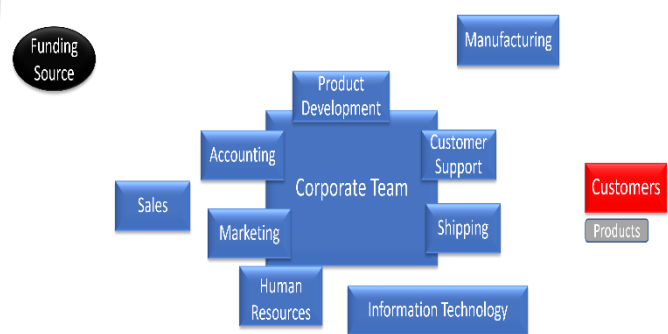 Funding
Source
Manufacturing
Product
Development
Accounting
Customer
Support
Corporate Team
Customers
Sales
Marketing
Shipping
Products
Human
Resources
Information Technology